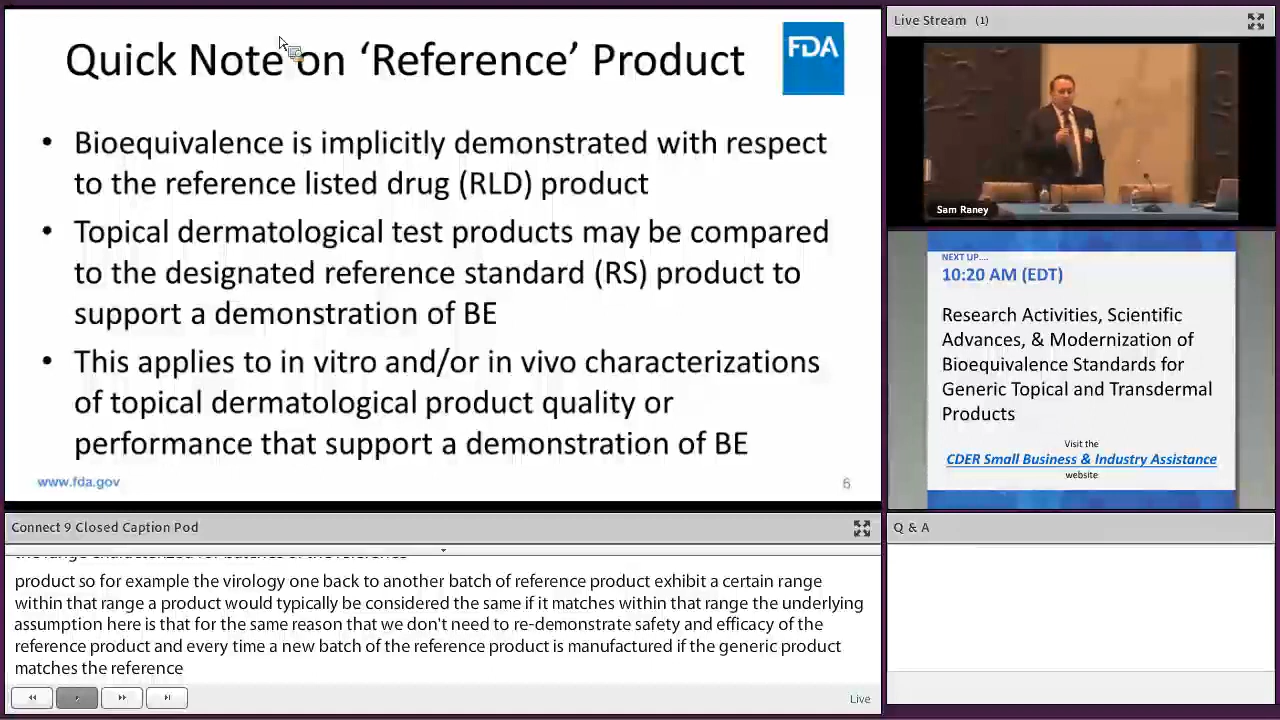 Quick Note on ‘Reference’ Product
FDA
• Bioequivalence is implicitly demonstrated with respect
to the reference listed drug (RLD) product
• Topical dermatological test products may be compared
to the designated reference standard (RS) product to
support a demonstration of BE
• This applies to in vitro and/or in vivo characterizations
of topical dermatological product quality or
performance that support a demonstration of BE
www.fda.gov
6
Live Stream (1)
Sam Raney
NEXT UP....
10:20 AM (EDT)
Research Activities, Scientific
Advances, & Modernization of
Bioequivalence Standards for
Generic Topical and Transdermal
Products
Visit the
CDER Small Business & Industry Assistance
website
Connect 9 Closed Caption Pod
product so for example the virology one back to another batch of reference product exhibit a certain range
within that range a product would typically be considered the same if it matches within that range the underlying
assumption here is that for the same reason that we don't need to re-demonstrate safety and efficacy of the
reference product and every time a new batch of the reference product is manufactured if the generic product
matches the reference
Live
Q & A